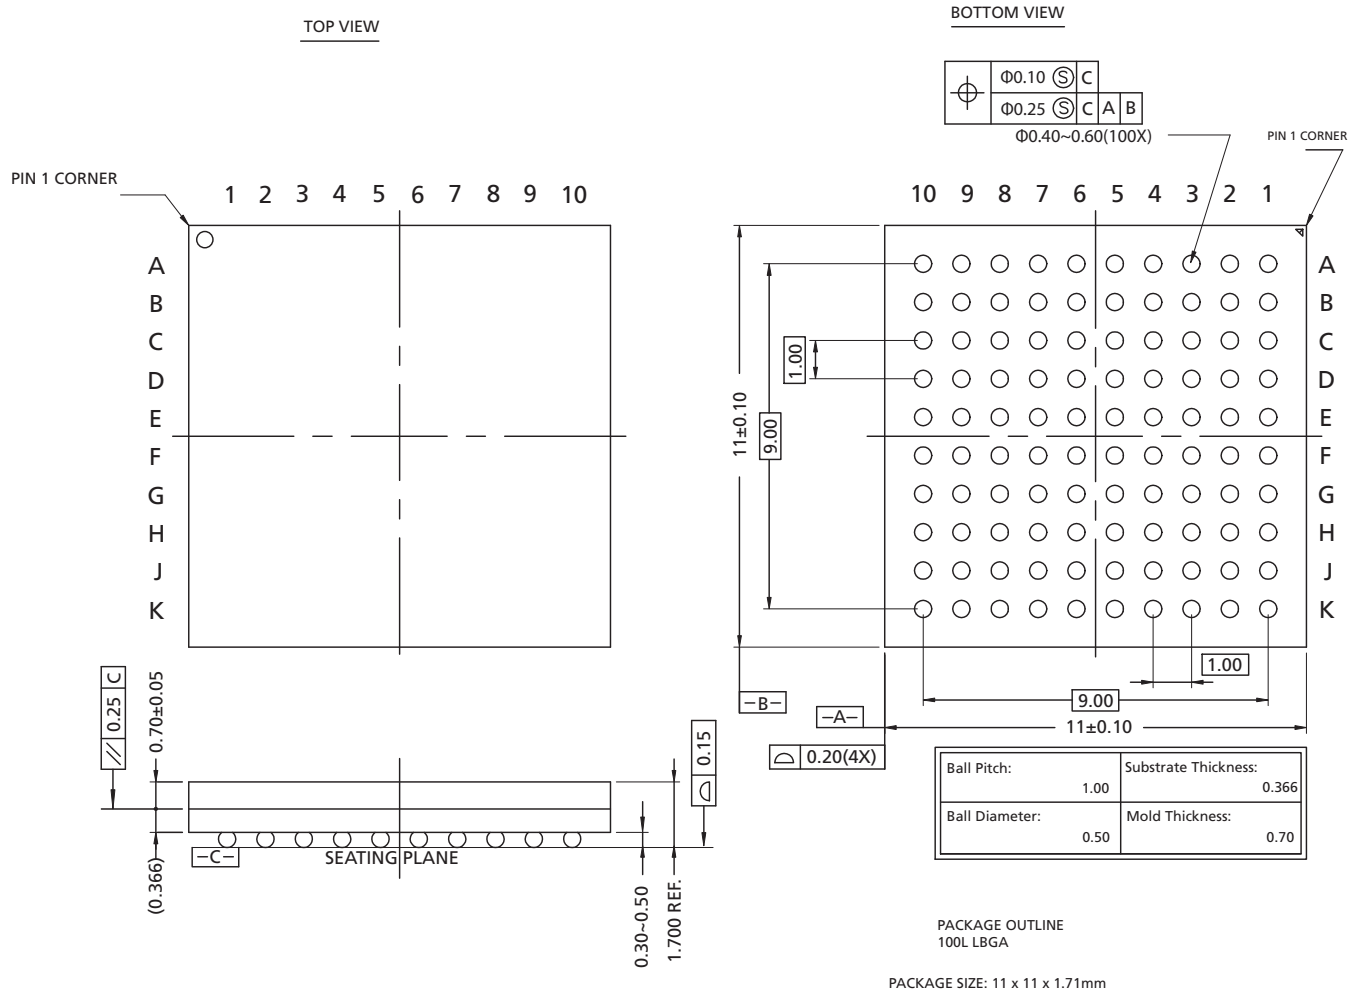 TOP VIEW
BOTTOM VIEW
Φ0.10 Ⓢ C
Φ0.25 Ⓢ C A B
Φ0.40~0.60(100X)
PIN 1 CORNER
PIN 1 CORNER
1 2 3 4 5 6 7 8 9 10
10 9 8 7 6 5 4 3 2 1
A
B
C
D
E
F
G
H
J
K
A
B
C
D
E
F
G
H
J
K
1.00
9.00
11±0.10
1.00
9.00
11±0.10
–B–
–A–
⌓ 0.20(4X)
// 0.25 C
0.70±0.05
(0.366)
–C–
SEATING PLANE
0.30~0.50
1.700 REF.
⌓ 0.15
Ball Pitch: 1.00
Substrate Thickness: 0.366
Ball Diameter: 0.50
Mold Thickness: 0.70
PACKAGE OUTLINE
100L LBGA
PACKAGE SIZE: 11 x 11 x 1.71mm